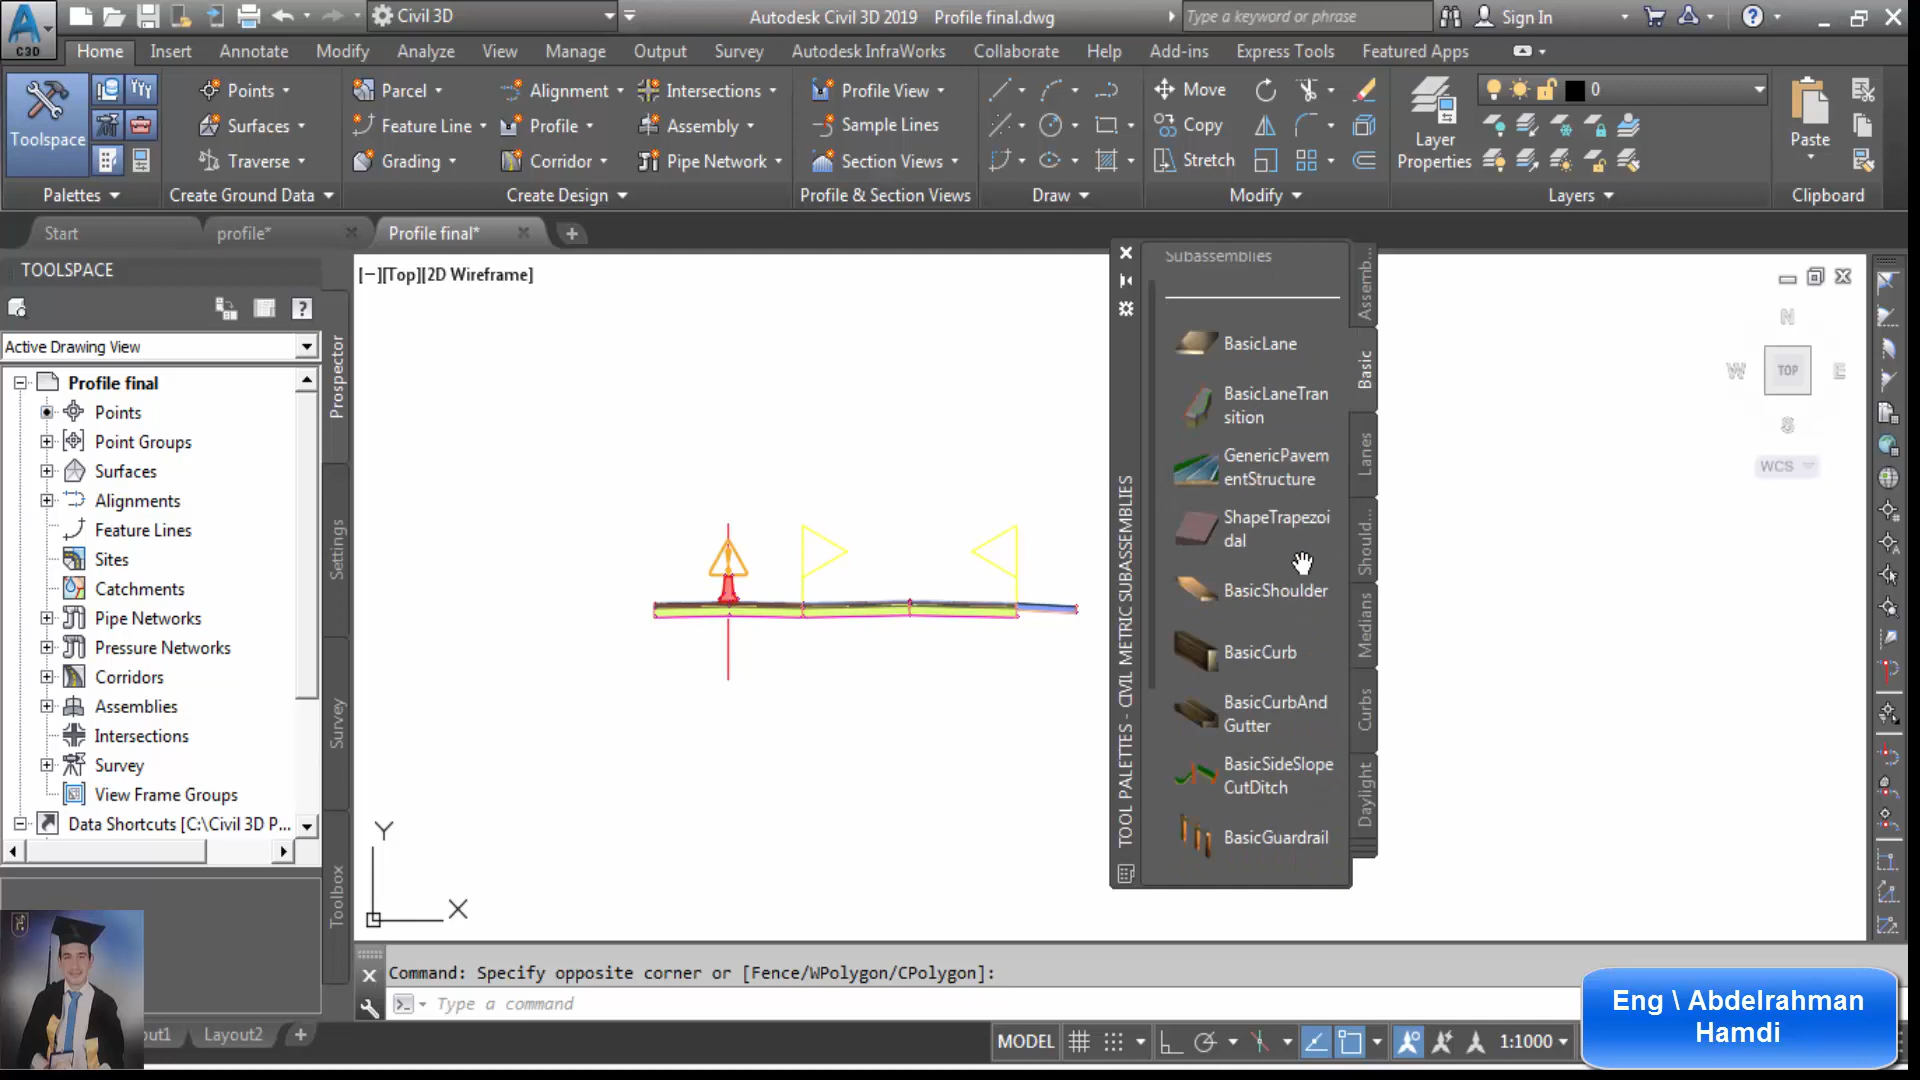 C3D
Civil 3D
Autodesk Civil 3D 2019 Profile final.dwg
Type a keyword or phrase
Sign In
Home Insert Annotate Modify Analyze View Manage Output Survey Autodesk InfraWorks Collaborate Help Add-ins Express Tools Featured Apps
Toolspace
Points
Surfaces
Traverse
Parcel
Feature Line
Grading
Alignment
Profile
Corridor
Intersections
Assembly
Pipe Network
Profile View
Sample Lines
Section Views
Move
Copy
Stretch
Layer
Properties
0
Paste
Palettes Create Ground Data Create Design Profile & Section Views Draw Modify Layers Clipboard
Start profile* Profile final*
TOOLSPACE
Active Drawing View
Profile final
Points
Point Groups
Surfaces
Alignments
Feature Lines
Sites
Catchments
Pipe Networks
Pressure Networks
Corridors
Assemblies
Intersections
Survey
View Frame Groups
Data Shortcuts [C:\Civil 3D P...
Prospector
Settings
Survey
Toolbox
[−][Top][2D Wireframe]
Y
X
Subassemblies
BasicLane
BasicLaneTran
sition
GenericPavem
entStructure
ShapeTrapezoi
dal
BasicShoulder
BasicCurb
BasicCurbAnd
Gutter
BasicSideSlope
CutDitch
BasicGuardrail
TOOL PALETTES - CIVIL METRIC SUBASSEMBLIES
Assemb...
Basic
Lanes
Should...
Medians
Curbs
Daylight
N
W TOP E
S
WCS
Command: Specify opposite corner or [Fence/WPolygon/CPolygon]:
Type a command
out1 Layout2
MODEL
1:1000
Eng \ Abdelrahman
Hamdi